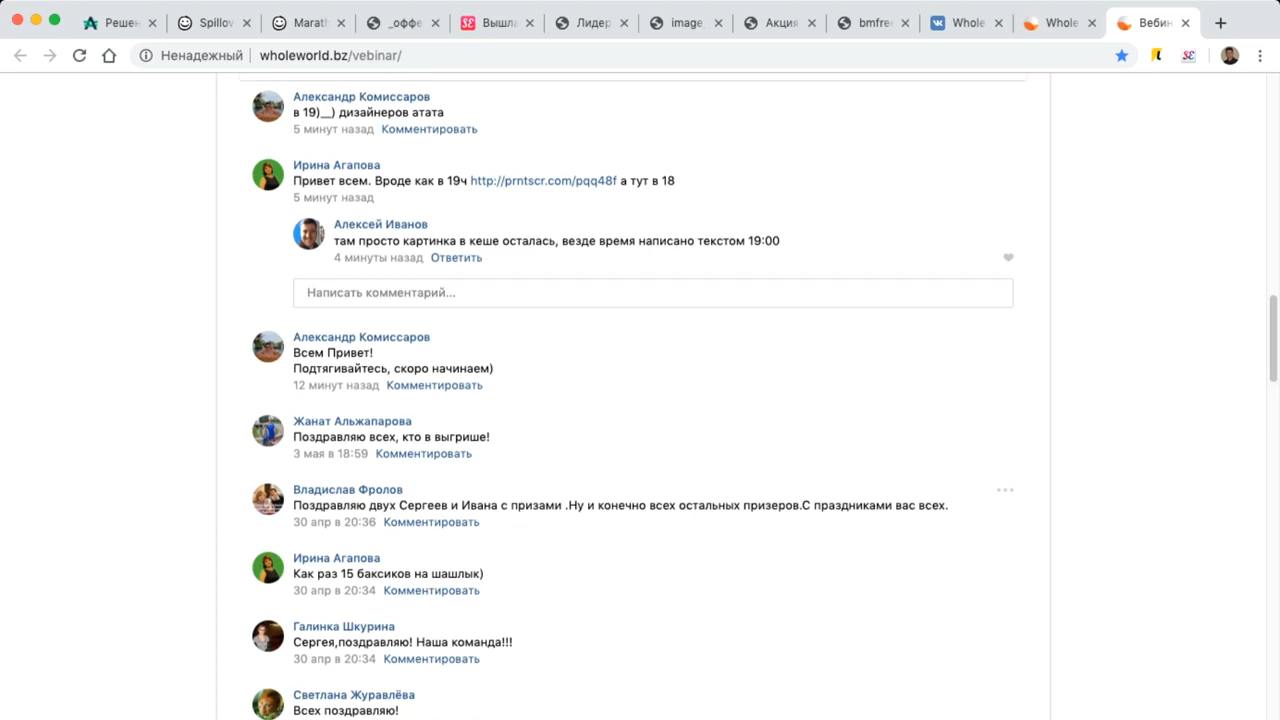 Решен
Spillov
Marath
_оффе
Вышла
Лидер
image_
Акция
bmfree
Whole
Whole
Вебин
Ненадежный
wholeworld.bz/vebinar/
Александр Комиссаров
в 19)__) дизайнеров атата
5 минут назад Комментировать
Ирина Агапова
Привет всем. Вроде как в 19ч http://prntscr.com/pqq48f а тут в 18
5 минут назад
Алексей Иванов
там просто картинка в кеше осталась, везде время написано текстом 19:00
4 минуты назад Ответить
Написать комментарий...
Александр Комиссаров
Всем Привет!
Подтягивайтесь, скоро начинаем)
12 минут назад Комментировать
Жанат Альжапарова
Поздравляю всех, кто в выгрише!
3 мая в 18:59 Комментировать
Владислав Фролов
Поздравляю двух Сергеев и Ивана с призами .Ну и конечно всех остальных призеров.С праздниками вас всех.
30 апр в 20:36 Комментировать
Ирина Агапова
Как раз 15 баксиков на шашлык)
30 апр в 20:34 Комментировать
Галинка Шкурина
Сергея,поздравляю! Наша команда!!!
30 апр в 20:34 Комментировать
Светлана Журавлёва
Всех поздравляю!